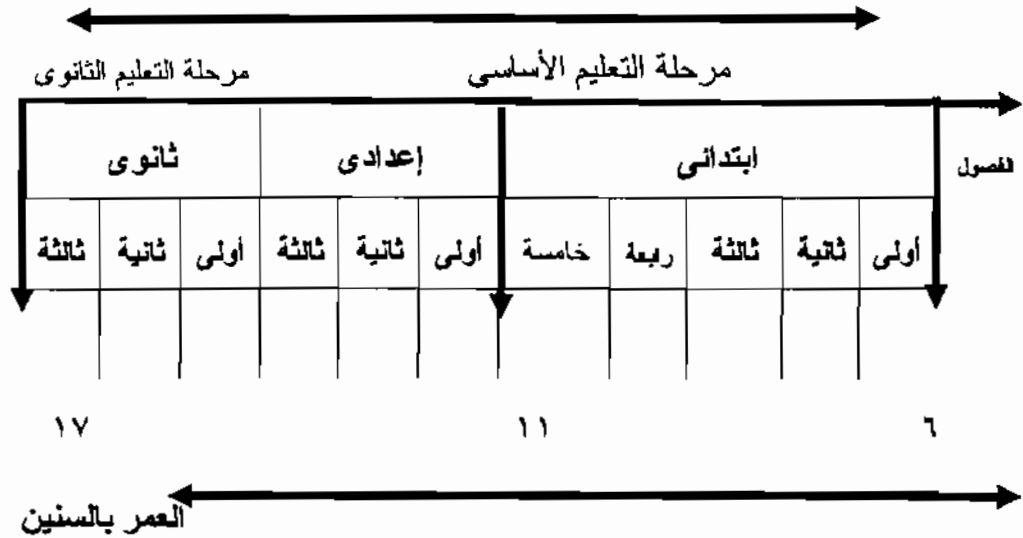 مرحلة التعليم الأساسى مرحلة التعليم الثانوى
الفصول ابتدائى إعدادى ثانوى
أولى ثانية ثالثة رابعة خامسة أولى ثانية ثالثة أولى ثانية ثالثة
٦ ١١ ١٧
العمر بالسنين